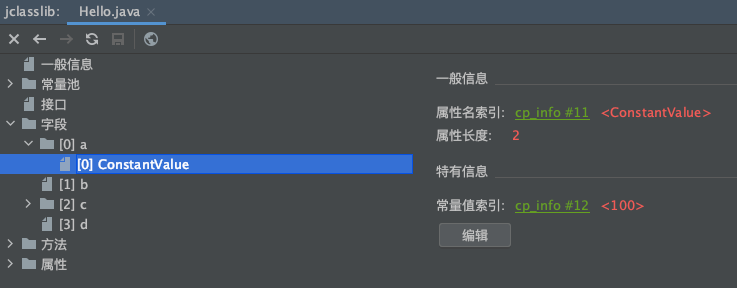 jclasslib: Hello.java
一般信息
常量池
接口
字段
[0] a
[0] ConstantValue
[1] b
[2] c
[3] d
方法
属性
一般信息
属性名索引: cp_info #11 <ConstantValue>
属性长度: 2
特有信息
常量值索引: cp_info #12 <100>
编辑